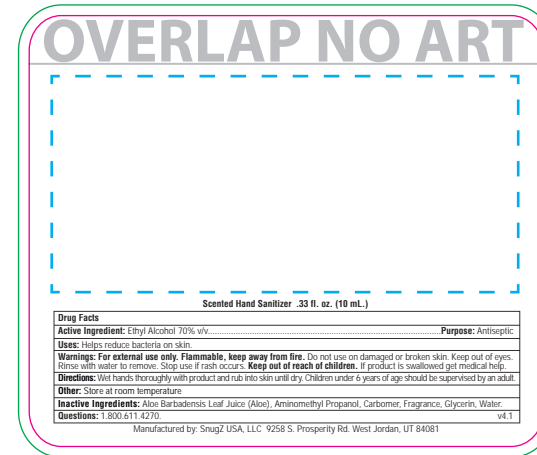 OVERLAP NO ART
Scented Hand Sanitizer .33 fl. oz. (10 mL.)
Drug Facts
Active Ingredient: Ethyl Alcohol 70% v/v........................................................................Purpose: Antiseptic
Uses: Helps reduce bacteria on skin.
Warnings: For external use only. Flammable, keep away from fire. Do not use on damaged or broken skin. Keep out of eyes.
Rinse with water to remove. Stop use if rash occurs. Keep out of reach of children. If product is swallowed get medical help.
Directions: Wet hands thoroughly with product and rub into skin until dry. Children under 6 years of age should be supervised by an adult.
Other: Store at room temperature
Inactive Ingredients: Aloe Barbadensis Leaf Juice (Aloe), Aminomethyl Propanol, Carbomer, Fragrance, Glycerin, Water.
Questions: 1.800.611.4270. v4.1
Manufactured by: SnugZ USA, LLC 9258 S. Prosperity Rd. West Jordan, UT 84081